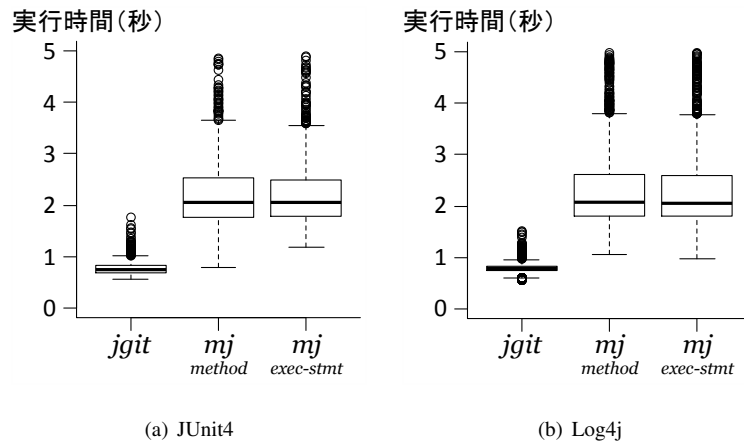 実行時間(秒)
5
4
3
2
1
0
jgit
mj
method
mj
exec-stmt
(a) JUnit4
実行時間(秒)
5
4
3
2
1
0
jgit
mj
method
mj
exec-stmt
(b) Log4j